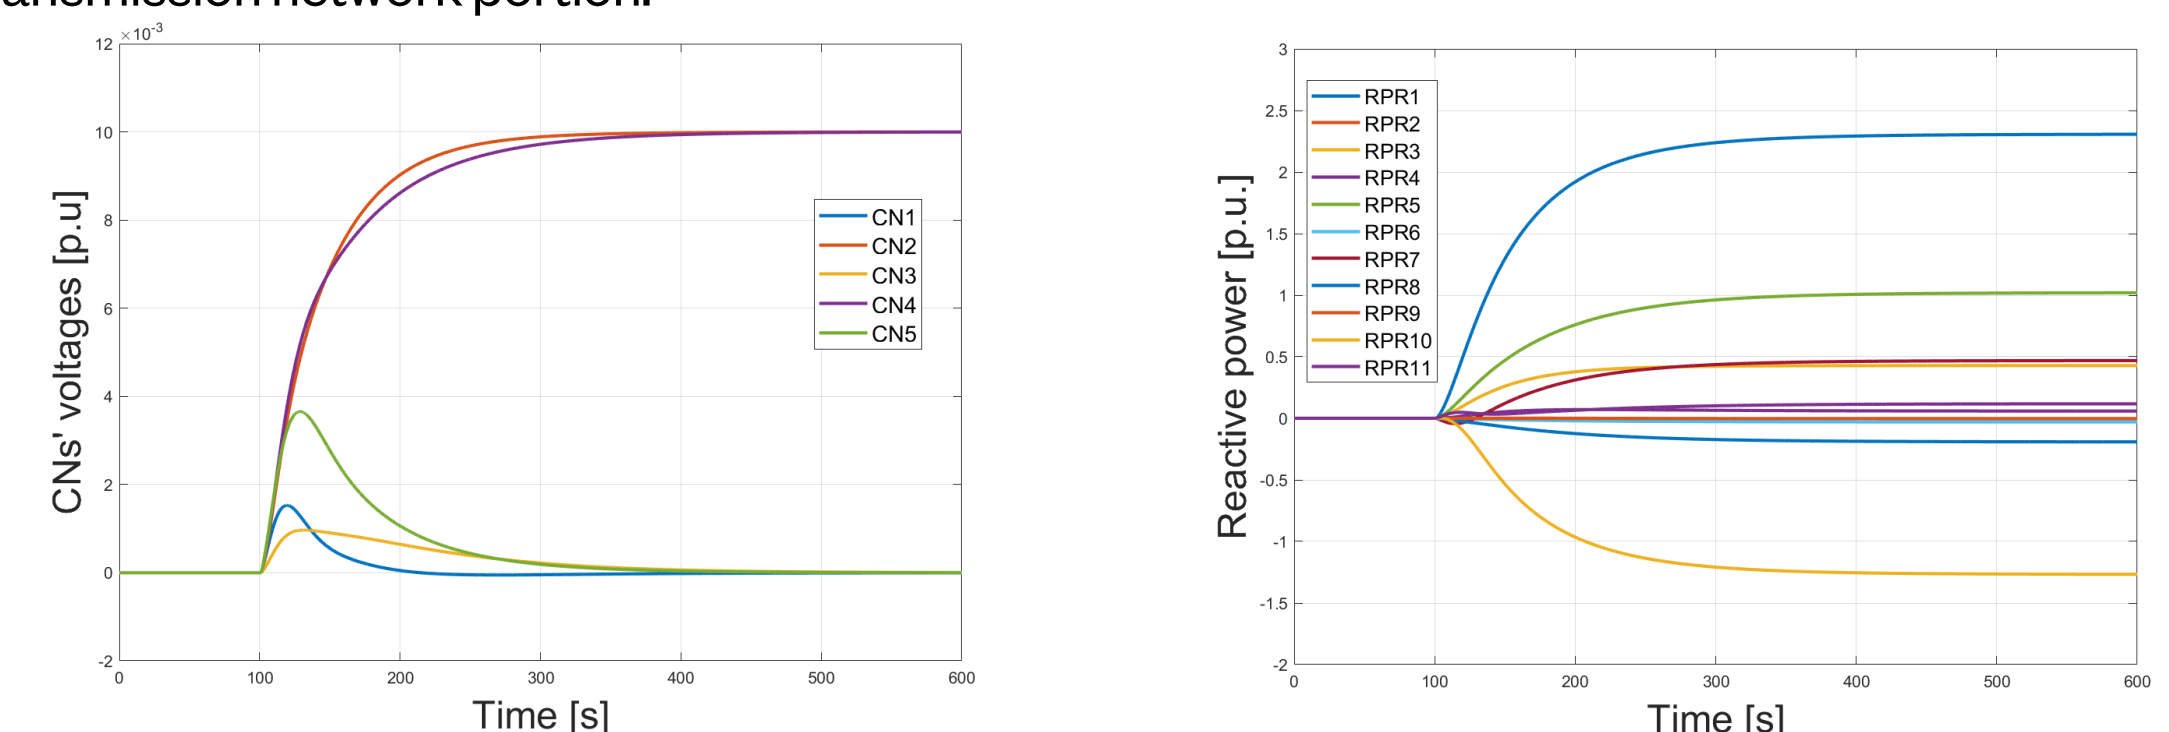 network portion.
×10⁻³
12
10
8
6
4
2
0
-2
0 100 200 300 400 500 600
CNs' voltages [p.u]
Time [s]
CN1
CN2
CN3
CN4
CN5
3
2.5
2
1.5
1
0.5
0
-0.5
-1
-1.5
-2
0 100 200 300 400 500 600
Reactive power [p.u.]
Time [s]
RPR1
RPR2
RPR3
RPR4
RPR5
RPR6
RPR7
RPR8
RPR9
RPR10
RPR11